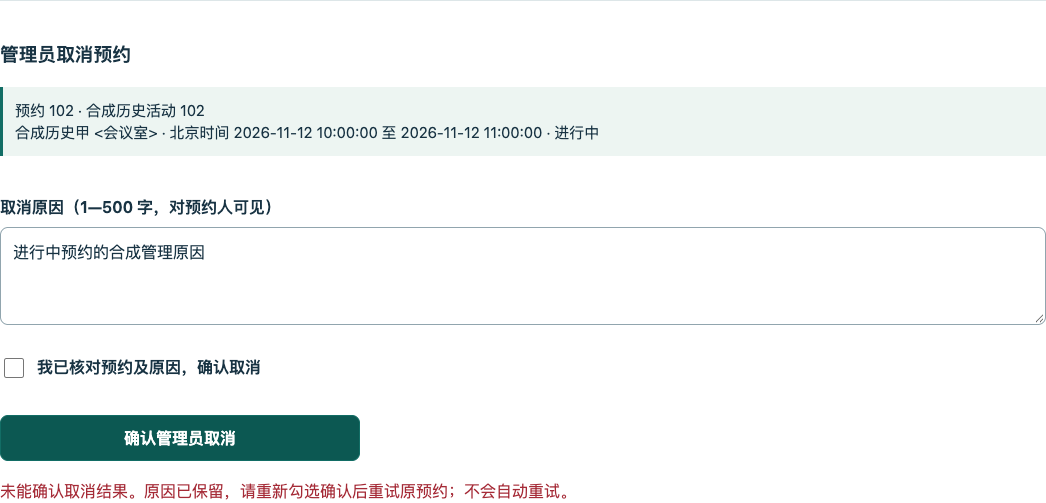 管理员取消预约
预约 102 · 合成历史活动 102
合成历史甲 <会议室> · 北京时间 2026-11-12 10:00:00 至 2026-11-12 11:00:00 · 进行中
取消原因（1—500 字，对预约人可见）
进行中预约的合成管理原因
我已核对预约及原因，确认取消
确认管理员取消
未能确认取消结果。原因已保留，请重新勾选确认后重试原预约；不会自动重试。